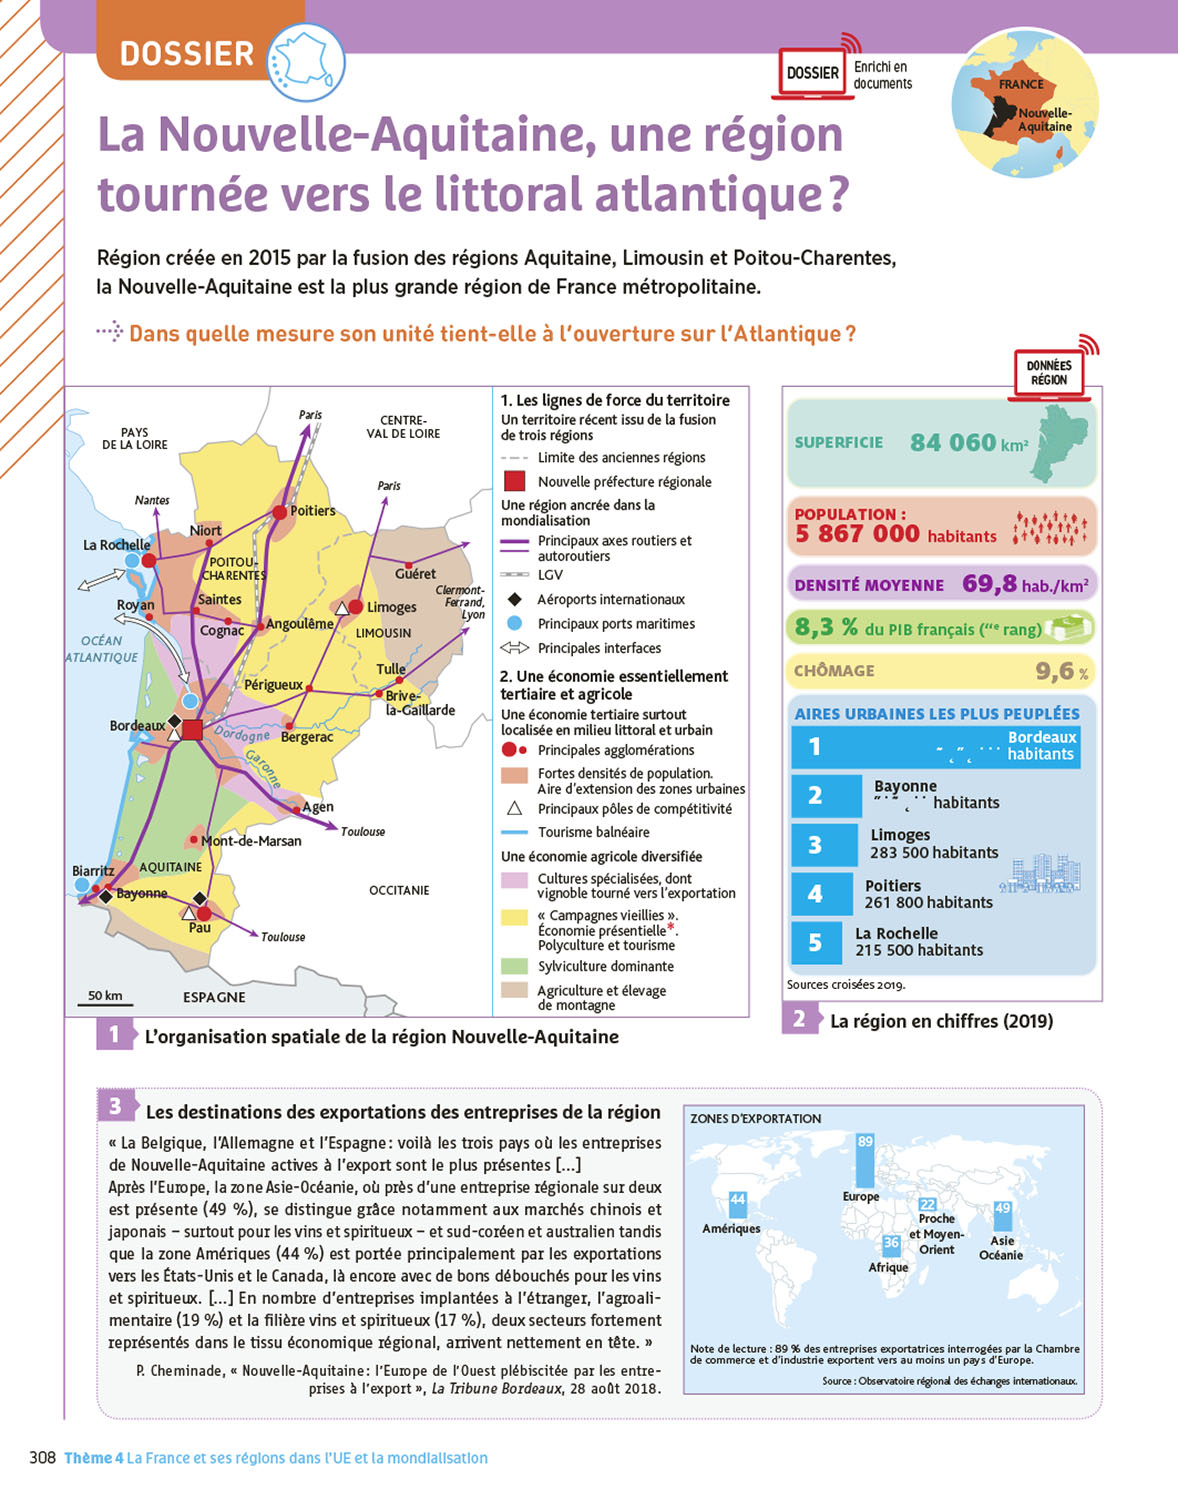 DOSSIER
DOSSIER
Enrichi en
documents
FRANCE
Nouvelle-
Aquitaine
La Nouvelle-Aquitaine, une région
tournée vers le littoral atlantique ?
Région créée en 2015 par la fusion des régions Aquitaine, Limousin et Poitou-Charentes,
la Nouvelle-Aquitaine est la plus grande région de France métropolitaine.
Dans quelle mesure son unité tient-elle à l'ouverture sur l'Atlantique ?
PAYS
DE LA LOIRE
Paris
CENTRE-
VAL DE LOIRE
Nantes
Paris
Poitiers
Niort
La Rochelle
POITOU-
CHARENTES
Guéret
Clermont-
Ferrand,
Lyon
Royan
Saintes
Limoges
Cognac
Angoulême
LIMOUSIN
OCÉAN
ATLANTIQUE
Tulle
Périgueux
Brive-
la-Gaillarde
Bordeaux
Dordogne
Bergerac
Garonne
Agen
Toulouse
Mont-de-Marsan
Biarritz
AQUITAINE
Bayonne
OCCITANIE
Pau
Toulouse
50 km
ESPAGNE
1. Les lignes de force du territoire
Un territoire récent issu de la fusion
de trois régions
Limite des anciennes régions
Nouvelle préfecture régionale
Une région ancrée dans la
mondialisation
Principaux axes routiers et
autoroutiers
LGV
Aéroports internationaux
Principaux ports maritimes
Principales interfaces
2. Une économie essentiellement
tertiaire et agricole
Une économie tertiaire surtout
localisée en milieu littoral et urbain
Principales agglomérations
Fortes densités de population.
Aire d'extension des zones urbaines
Principaux pôles de compétitivité
Tourisme balnéaire
Une économie agricole diversifiée
Cultures spécialisées, dont
vignoble tourné vers l'exportation
« Campagnes vieillies ».
Économie présentielle*.
Polyculture et tourisme
Sylviculture dominante
Agriculture et élevage
de montagne
1 L'organisation spatiale de la région Nouvelle-Aquitaine
DONNÉES
RÉGION
SUPERFICIE 84 060 km²
POPULATION :
5 867 000 habitants
DENSITÉ MOYENNE 69,8 hab./km²
8,3 % du PIB français ( e rang)
CHÔMAGE 9,6 %
AIRES URBAINES LES PLUS PEUPLÉES
1 Bordeaux
habitants
2 Bayonne
habitants
3 Limoges
283 500 habitants
4 Poitiers
261 800 habitants
5 La Rochelle
215 500 habitants
Sources croisées 2019.
2 La région en chiffres (2019)
3 Les destinations des exportations des entreprises de la région
« La Belgique, l'Allemagne et l'Espagne : voilà les trois pays où les entreprises
de Nouvelle-Aquitaine actives à l'export sont le plus présentes [...]
Après l'Europe, la zone Asie-Océanie, où près d'une entreprise régionale sur deux
est présente (49 %), se distingue grâce notamment aux marchés chinois et
japonais – surtout pour les vins et spiritueux – et sud-coréen et australien tandis
que la zone Amériques (44 %) est portée principalement par les exportations
vers les États-Unis et le Canada, là encore avec de bons débouchés pour les vins
et spiritueux. [...] En nombre d'entreprises implantées à l'étranger, l'agroali-
mentaire (19 %) et la filière vins et spiritueux (17 %), deux secteurs fortement
représentés dans le tissu économique régional, arrivent nettement en tête. »
P. Cheminade, « Nouvelle-Aquitaine : l'Europe de l'Ouest plébiscitée par les entre-
prises à l'export », La Tribune Bordeaux, 28 août 2018.
ZONES D'EXPORTATION
89
Europe
44
Amériques
22
Proche
et Moyen-
Orient
49
Asie
Océanie
36
Afrique
Note de lecture : 89 % des entreprises exportatrices interrogées par la Chambre
de commerce et d'industrie exportent vers au moins un pays d'Europe.
Source : Observatoire régional des échanges internationaux.
308 Thème 4 La France et ses régions dans l'UE et la mondialisation